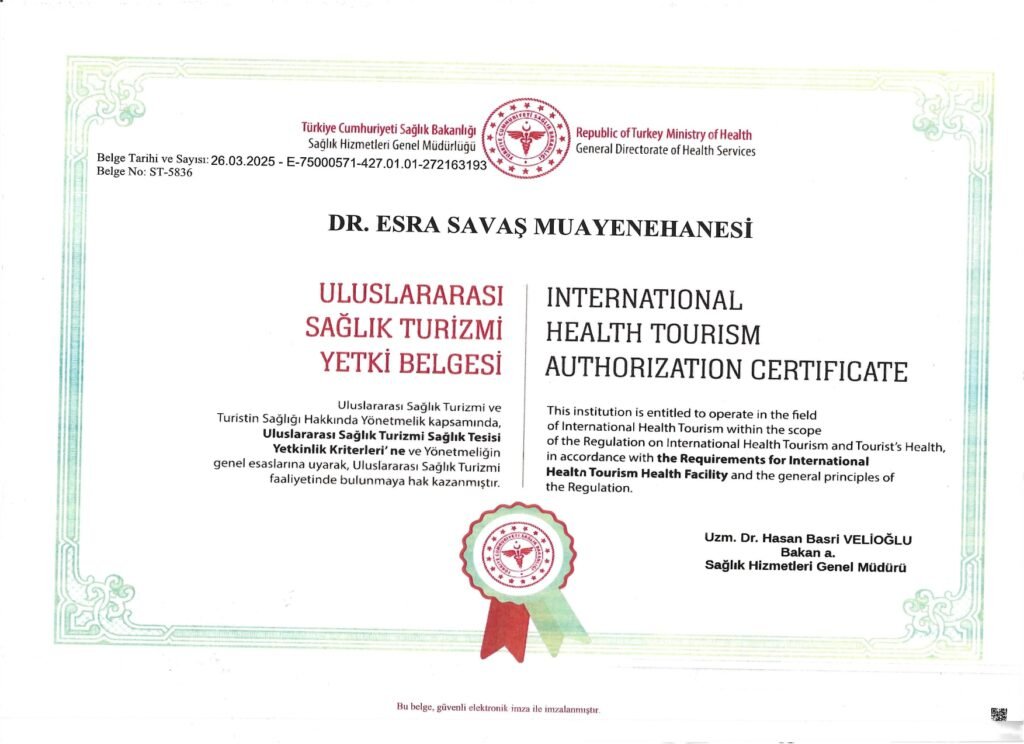 Türkiye Cumhuriyeti Sağlık Bakanlığı
Sağlık Hizmetleri Genel Müdürlüğü
Republic of Turkey Ministry of Health
General Directorate of Health Services
Belge Tarihi ve Sayısı: 26.03.2025 - E-75000571-427.01.01-272163193
Belge No: ST-5836
DR. ESRA SAVAŞ MUAYENEHANESİ
ULUSLARARASI
SAĞLIK TURİZMİ
YETKİ BELGESİ
Uluslararası Sağlık Turizmi ve
Turistin Sağlığı Hakkında Yönetmelik kapsamında,
Uluslararası Sağlık Turizmi Sağlık Tesisi
Yetkinlik Kriterleri' ne ve Yönetmeliğin
genel esaslarına uyarak, Uluslararası Sağlık Turizmi
faaliyetinde bulunmaya hak kazanmıştır.
INTERNATIONAL
HEALTH TOURISM
AUTHORIZATION CERTIFICATE
This institution is entitled to operate in the field
of International Health Tourism within the scope
of the Regulation on International Health Tourism and Tourist's Health,
in accordance with the Requirements for International
Health Tourism Health Facility and the general principles of
the Regulation.
Uzm. Dr. Hasan Basri VELİOĞLU
Bakan a.
Sağlık Hizmetleri Genel Müdürü
Bu belge, güvenli elektronik imza ile imzalanmıştır.